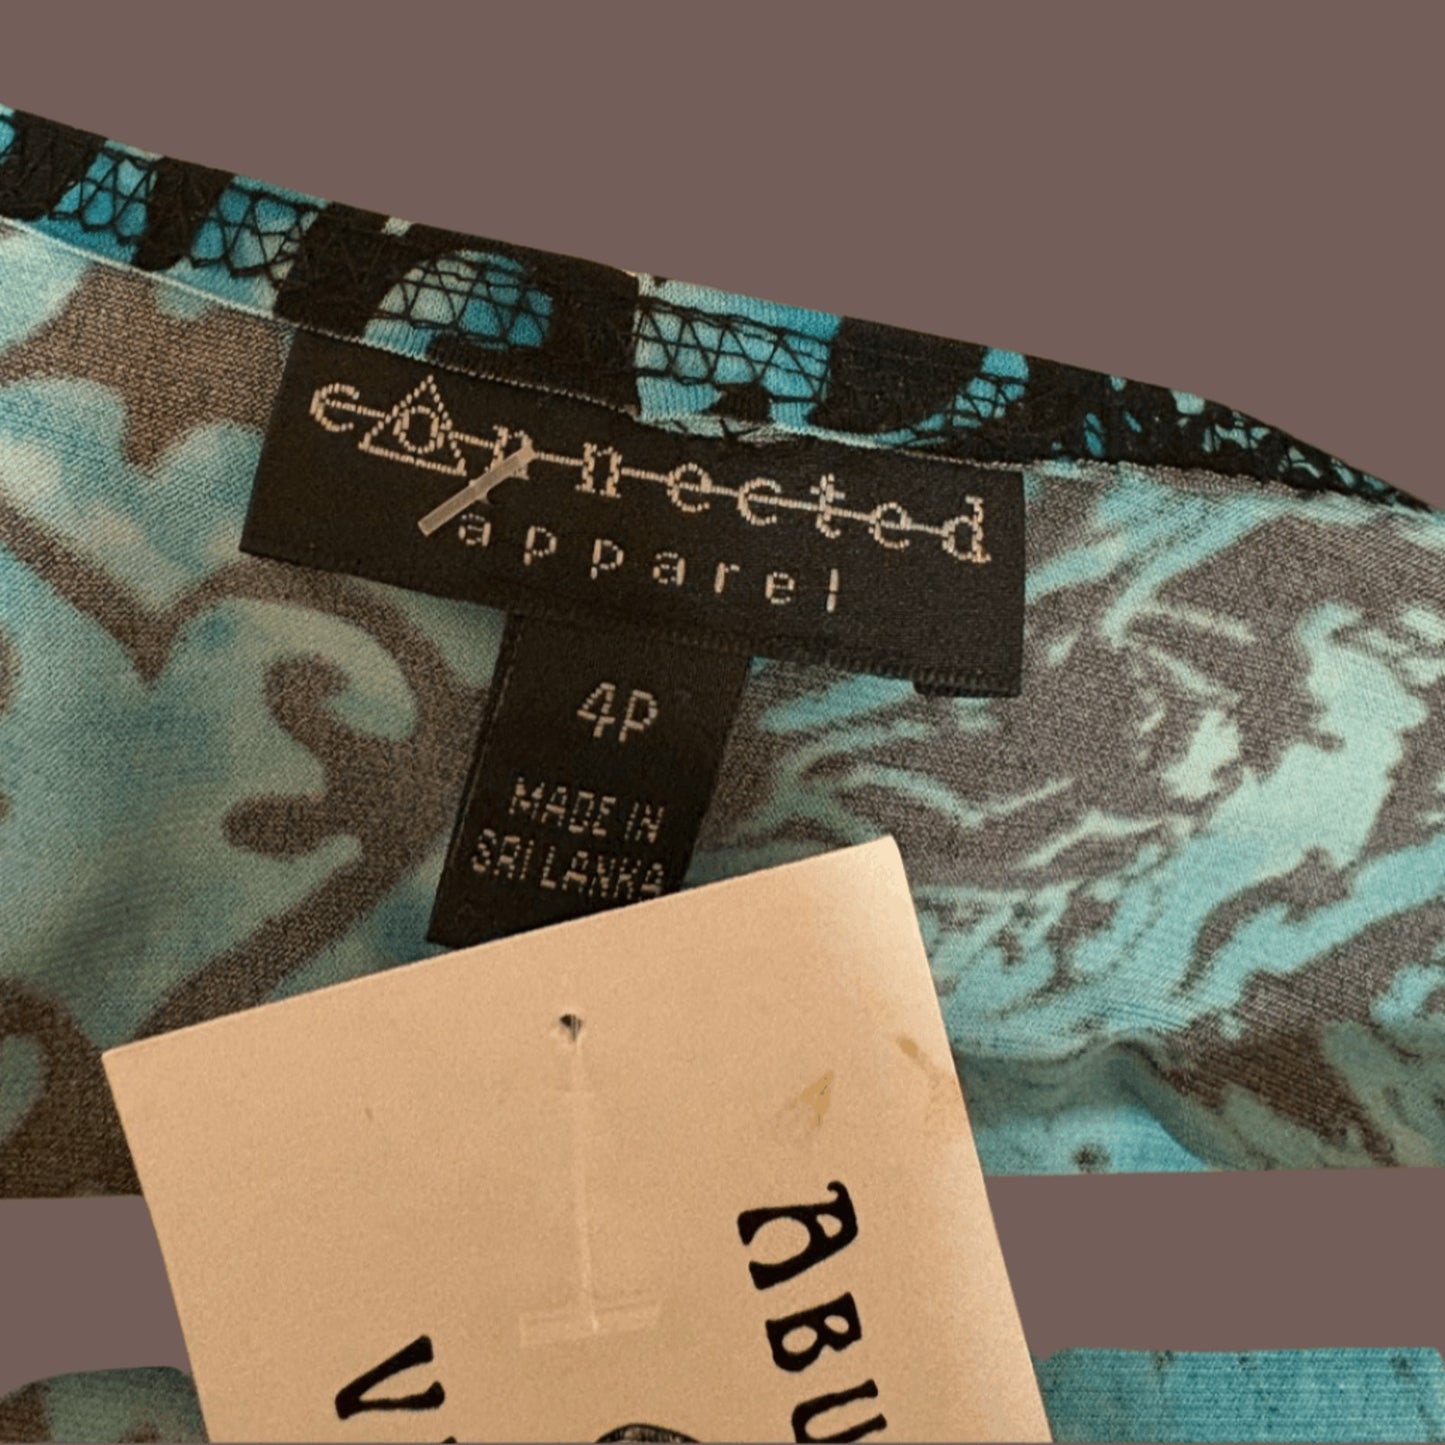 connected
apparel
4P
MADE IN
SRI LANKA
ABU
V